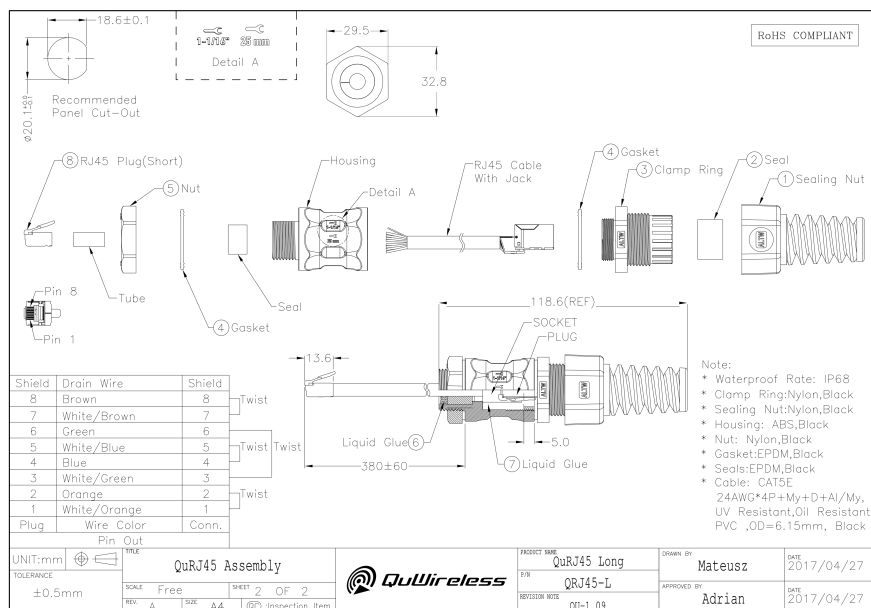 18.6±0.1
1-1/16" 25 mm
Detail A
29.5
32.8
RoHS COMPLIANT
ø20.1
Recommended
Panel Cut-Out
8 RJ45 Plug(Short)
5 Nut
Housing
Detail A
RJ45 Cable
With Jack
4 Gasket
3 Clamp Ring
2 Seal
1 Sealing Nut
Pin 8
Pin 1
Tube
4 Gasket
Seal
118.6(REF)
SOCKET
PLUG
13.6
Liquid Glue 6
5.0
7 Liquid Glue
380±60
Shield Drain Wire Shield
8 Brown 8
7 White/Brown 7
Twist
6 Green 6
5 White/Blue 5
4 Blue 4
Twist Twist
3 White/Green 3
2 Orange 2
1 White/Orange 1
Twist
Plug Wire Color Conn.
Pin Out
Note:
* Waterproof Rate: IP68
* Clamp Ring:Nylon,Black
* Sealing Nut:Nylon,Black
* Housing: ABS,Black
* Nut: Nylon,Black
* Gasket:EPDM,Black
* Seals:EPDM,Black
* Cable: CAT5E
24AWG*4P+My+D+Al/My,
UV Resistant,Oil Resistant
PVC ,OD=6.15mm, Black
UNIT:mm
TOLERANCE
±0.5mm
TITLE
QuRJ45 Assembly
SCALE Free
SHEET 2 OF 2
REV. A
SIZE A4
QC :Inspection Item
QuWireless
PRODUCT NAME
QuRJ45 Long
P/N
QRJ45-L
REVISION NOTE
QU-1.09
DRAWN BY
Mateusz
DATE
2017/04/27
APPROVED BY
Adrian
DATE
2017/04/27